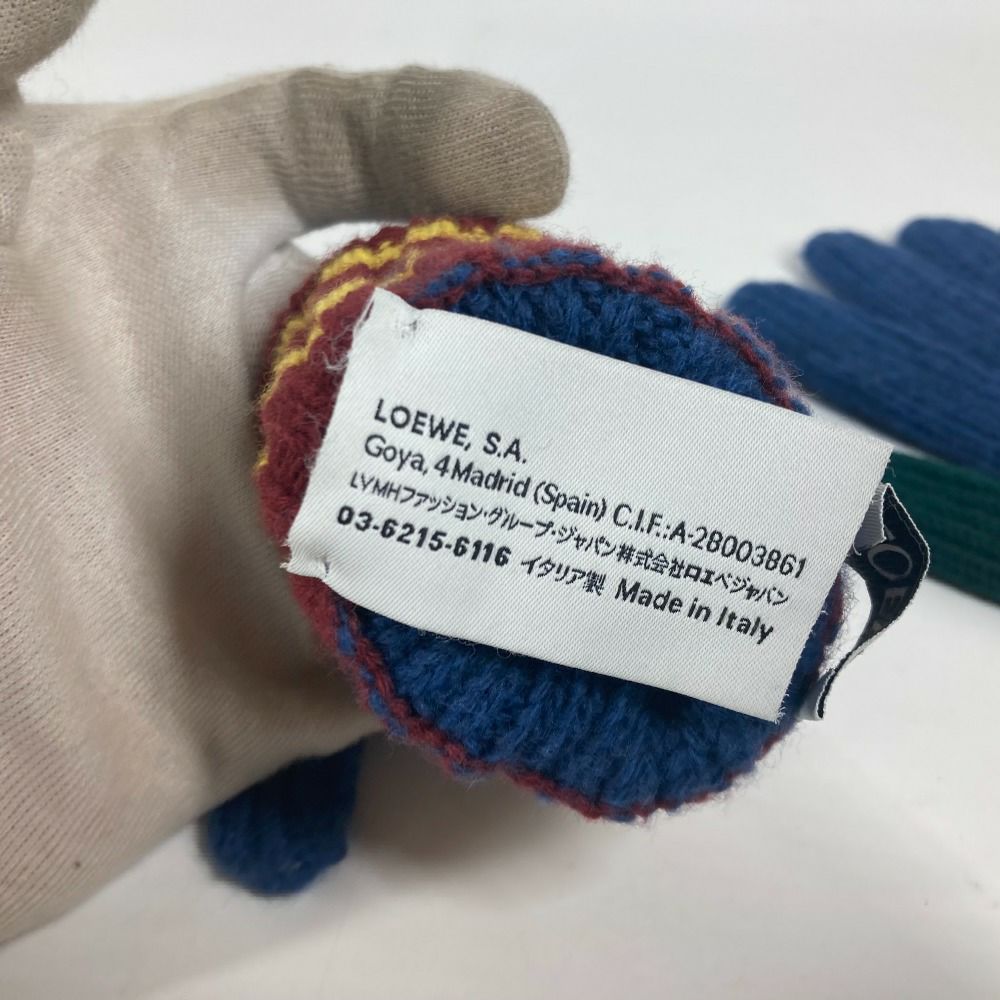 LOEWE, S.A.
Goya, 4Madrid (Spain) C.I.F.:A-28003861
LVMHファッション・グループ・ジャパン株式会社ロエベジャパン
03-6215-6116 イタリア製 Made in Italy
LOE